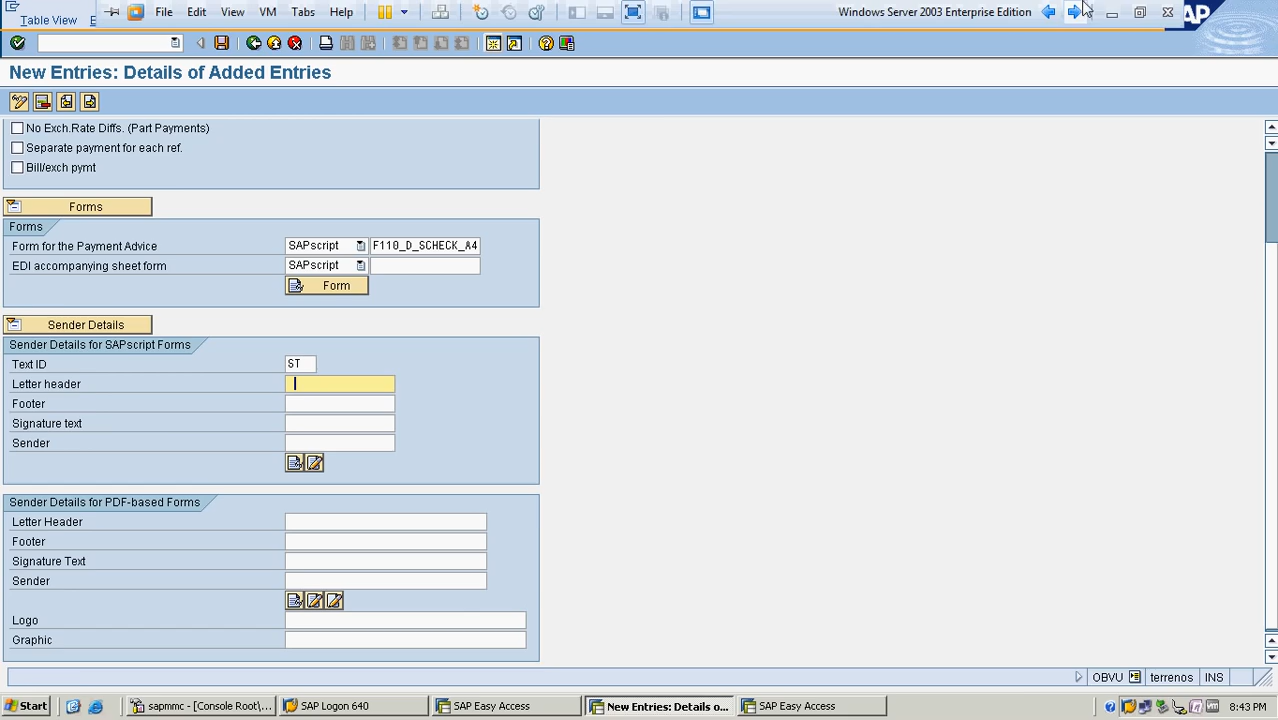 Table View E File Edit View VM Tabs Help Windows Server 2003 Enterprise Edition
New Entries: Details of Added Entries
No Exch.Rate Diffs. (Part Payments)
Separate payment for each ref.
Bill/exch pymt
Forms
Forms
Form for the Payment Advice SAPscript F110_D_SCHECK_A4
EDI accompanying sheet form SAPscript
Form
Sender Details
Sender Details for SAPscript Forms
Text ID ST
Letter header
Footer
Signature text
Sender
Sender Details for PDF-based Forms
Letter Header
Footer
Signature Text
Sender
Logo
Graphic
OBVU terrenos INS
Start sapmmc - [Console Root\... SAP Logon 640 SAP Easy Access New Entries: Details o... SAP Easy Access 8:43 PM